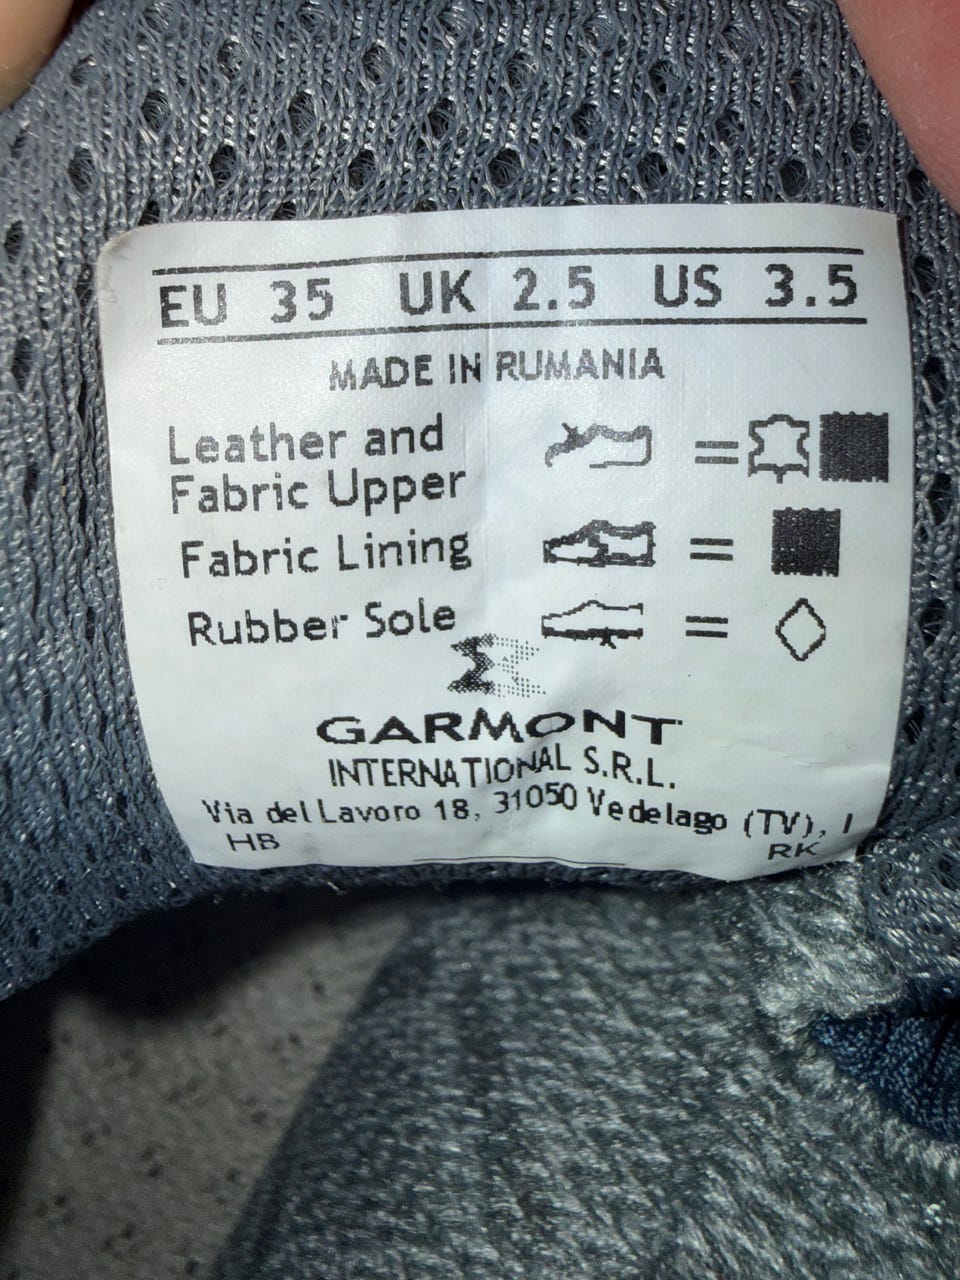 EU 35 UK 2.5 US 3.5
MADE IN RUMANIA
Leather and
Fabric Upper
=
Fabric Lining =
Rubber Sole =
GARMONT
INTERNATIONAL S.R.L.
Via del Lavoro 18, 31050 Vedelago (TV), I
HB RK